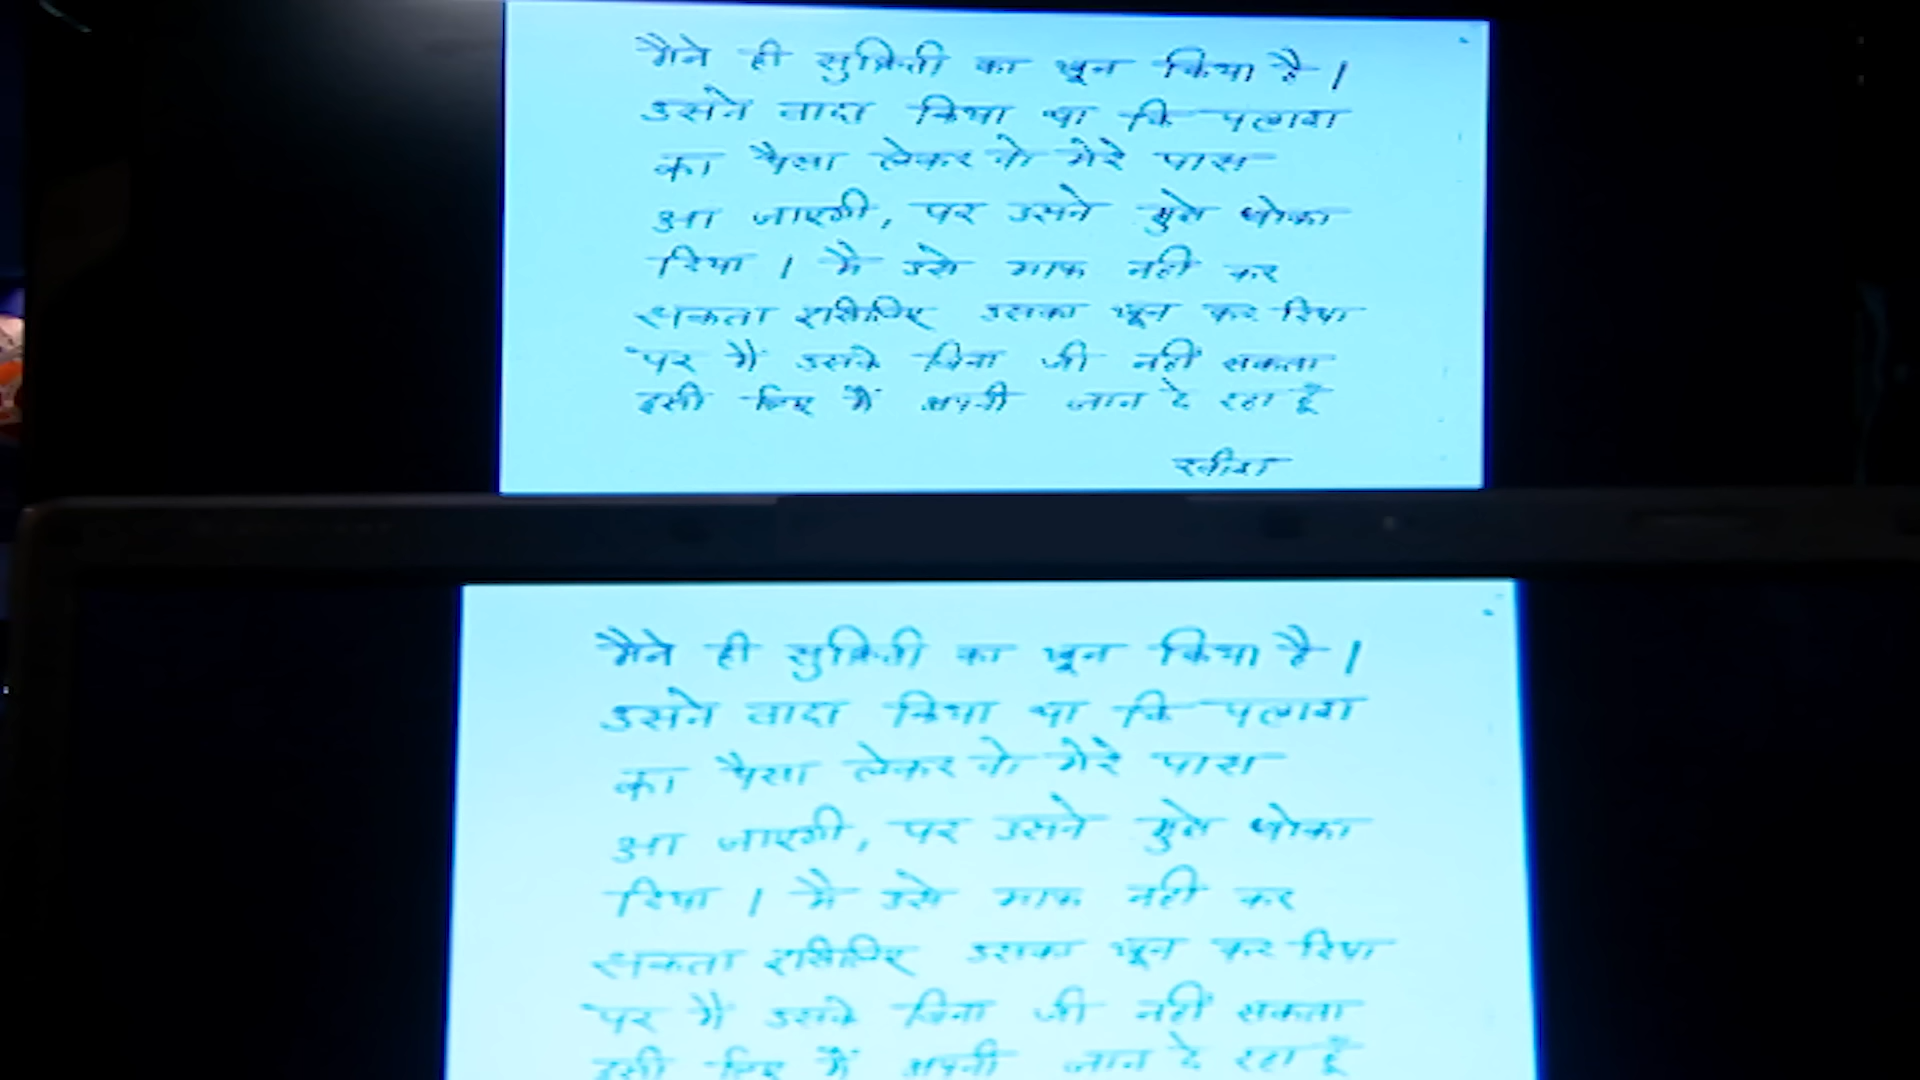 मैने ही सुक्रिती का खून किया है।
उसने वादा किया था कि पलाश
का पैसा लेकर वो मेरे पास
आ जाएगी, पर उसने मुझे धोका
दिया। मै उसे माफ नही कर
सकता इसीलिए उसका खून कर दिया
पर मैं उसके बिना जी नहीं सकता
इसी लिए मैं अपनी जान दे रहा हूँ
मैने ही सुक्रिती का खून किया है।
उसने वादा किया था कि पलाश
का पैसा लेकर वो मेरे पास
आ जाएगी, पर उसने मुझे धोका
दिया। मै उसे माफ नही कर
सकता इसीलिए उसका खून कर दिया
पर मैं उसके बिना जी नहीं सकता
इसी लिए मैं अपनी जान दे रहा हूँ